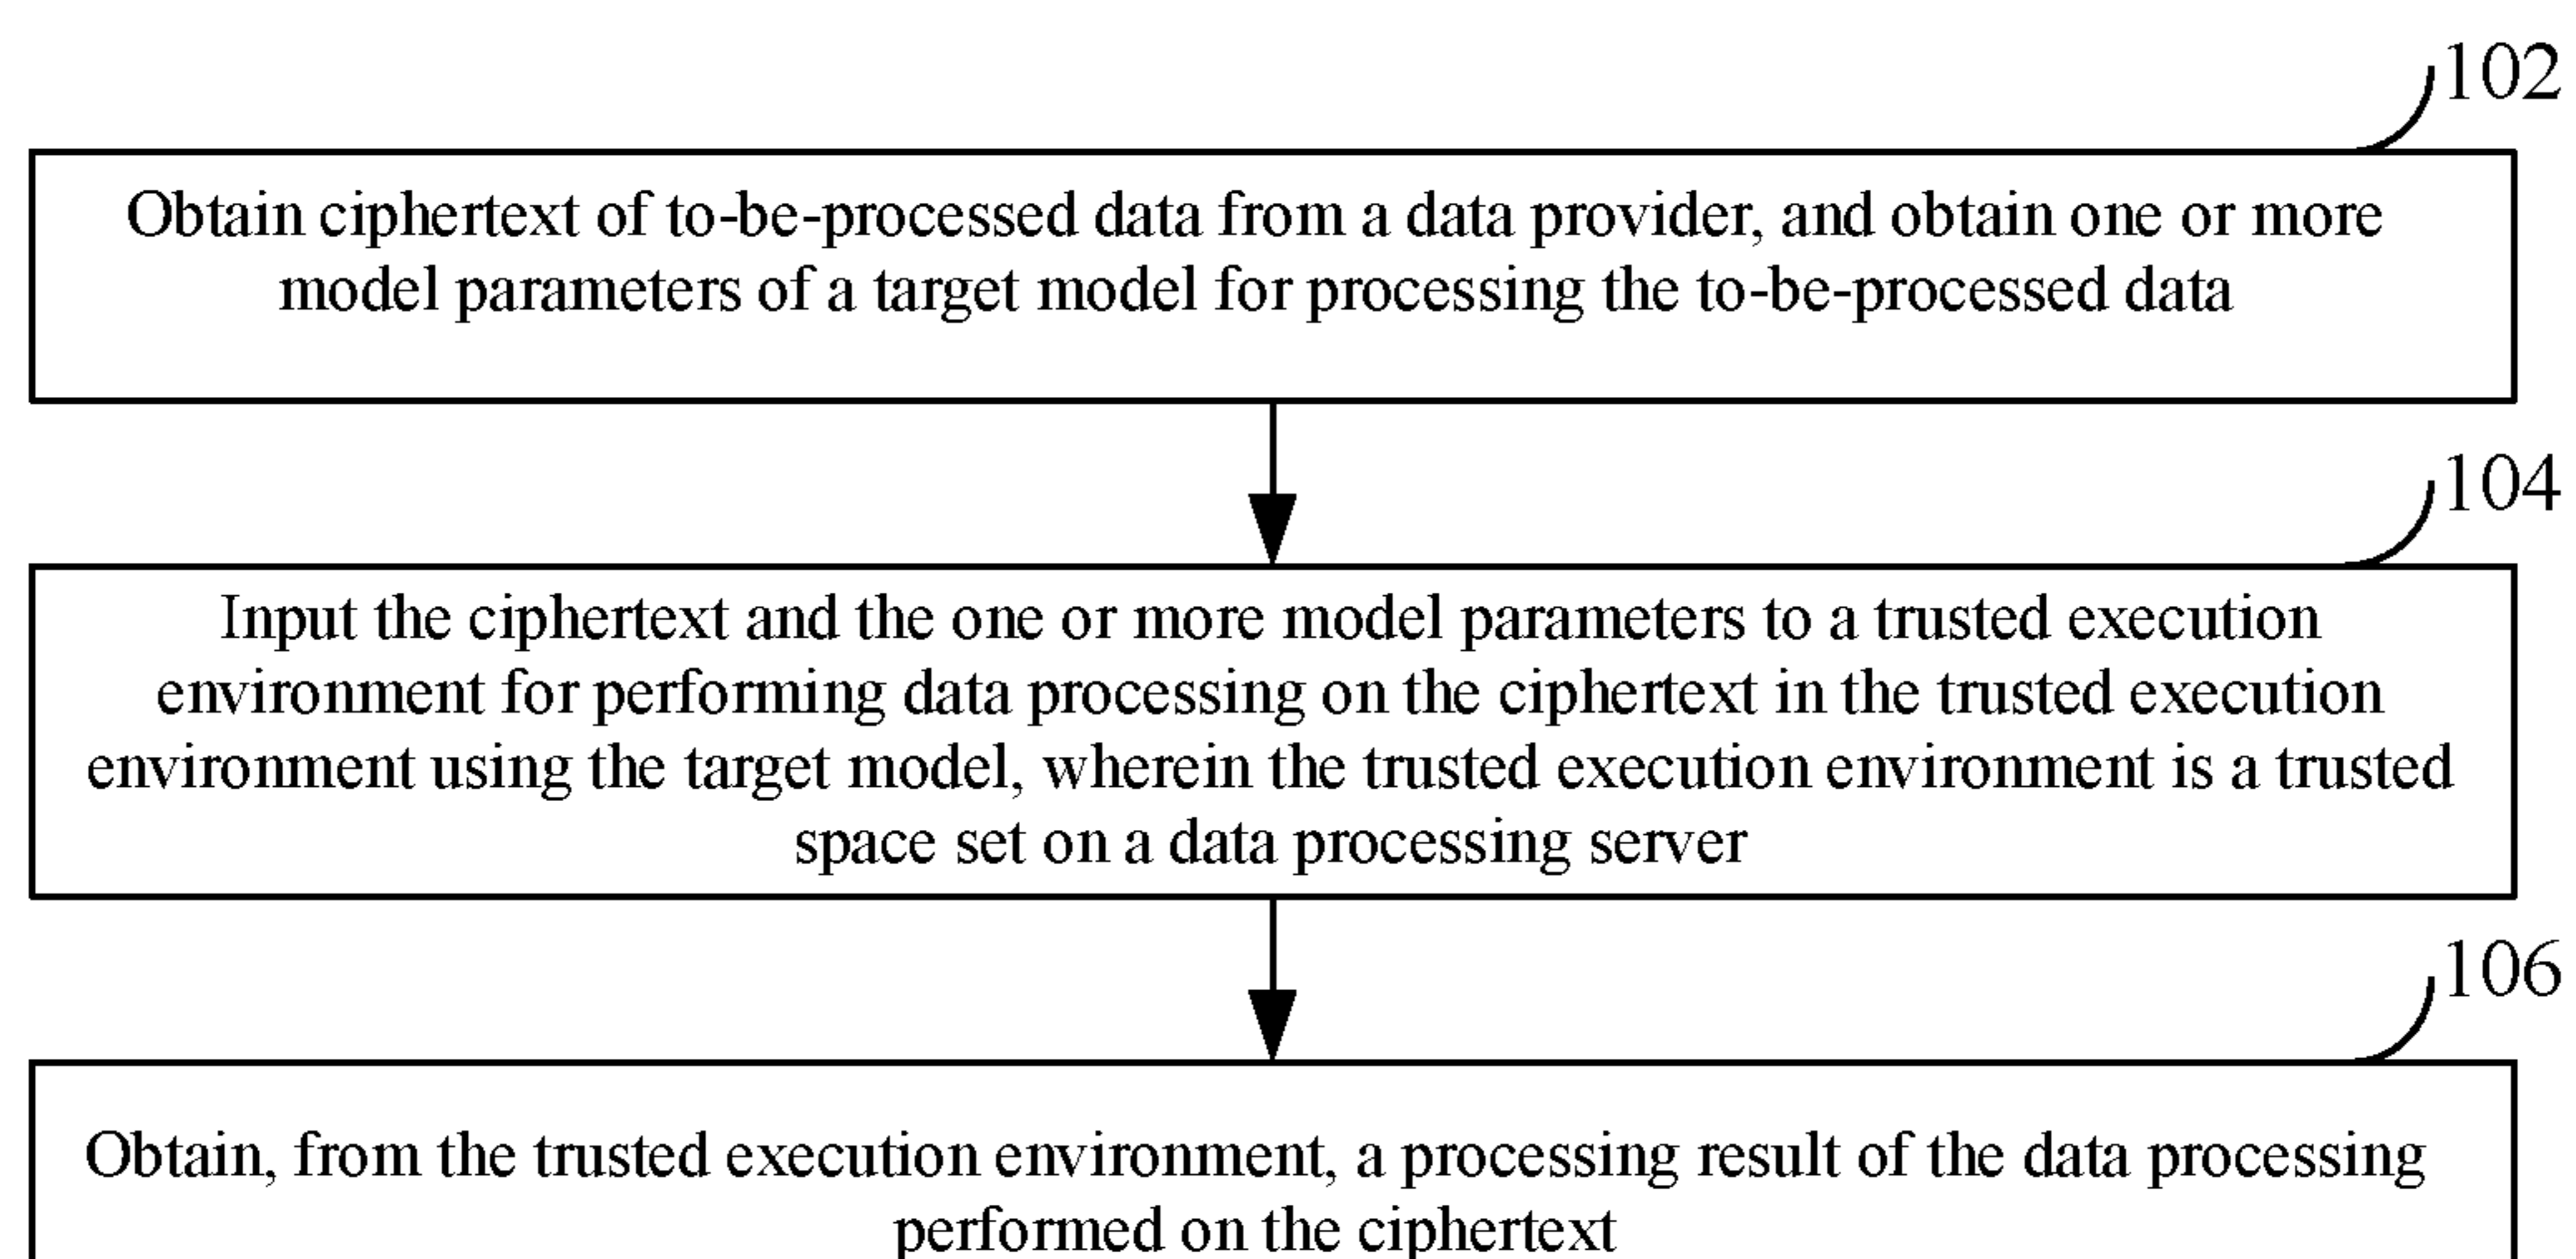 102
Obtain ciphertext of to-be-processed data from a data provider, and obtain one or more
model parameters of a target model for processing the to-be-processed data
104
Input the ciphertext and the one or more model parameters to a trusted execution
environment for performing data processing on the ciphertext in the trusted execution
environment using the target model, wherein the trusted execution environment is a trusted
space set on a data processing server
106
Obtain, from the trusted execution environment, a processing result of the data processing
performed on the ciphertext